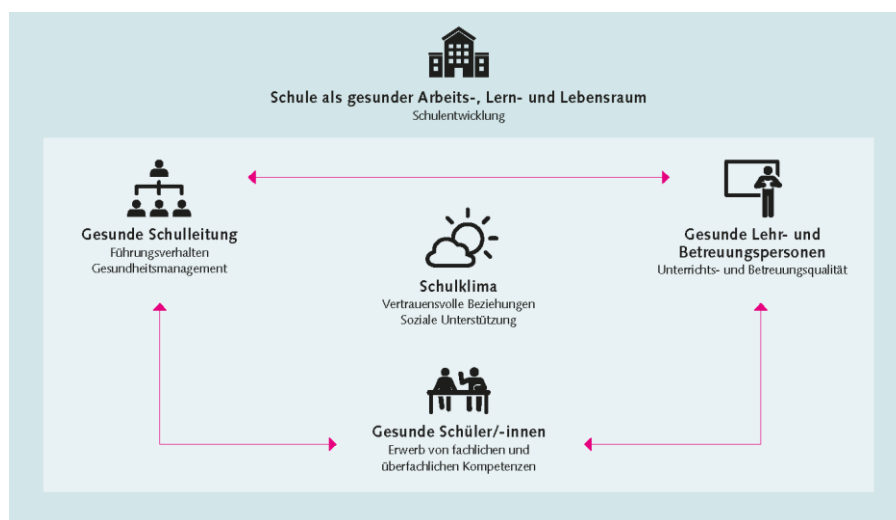 Schule als gesunder Arbeits-, Lern- und Lebensraum
Schulentwicklung
Gesunde Schulleitung
Führungsverhalten
Gesundheitsmanagement
Gesunde Lehr- und
Betreuungspersonen
Unterrichts- und Betreuungsqualität
Schulklima
Vertrauensvolle Beziehungen
Soziale Unterstützung
Gesunde Schüler/-innen
Erwerb von fachlichen und
überfachlichen Kompetenzen